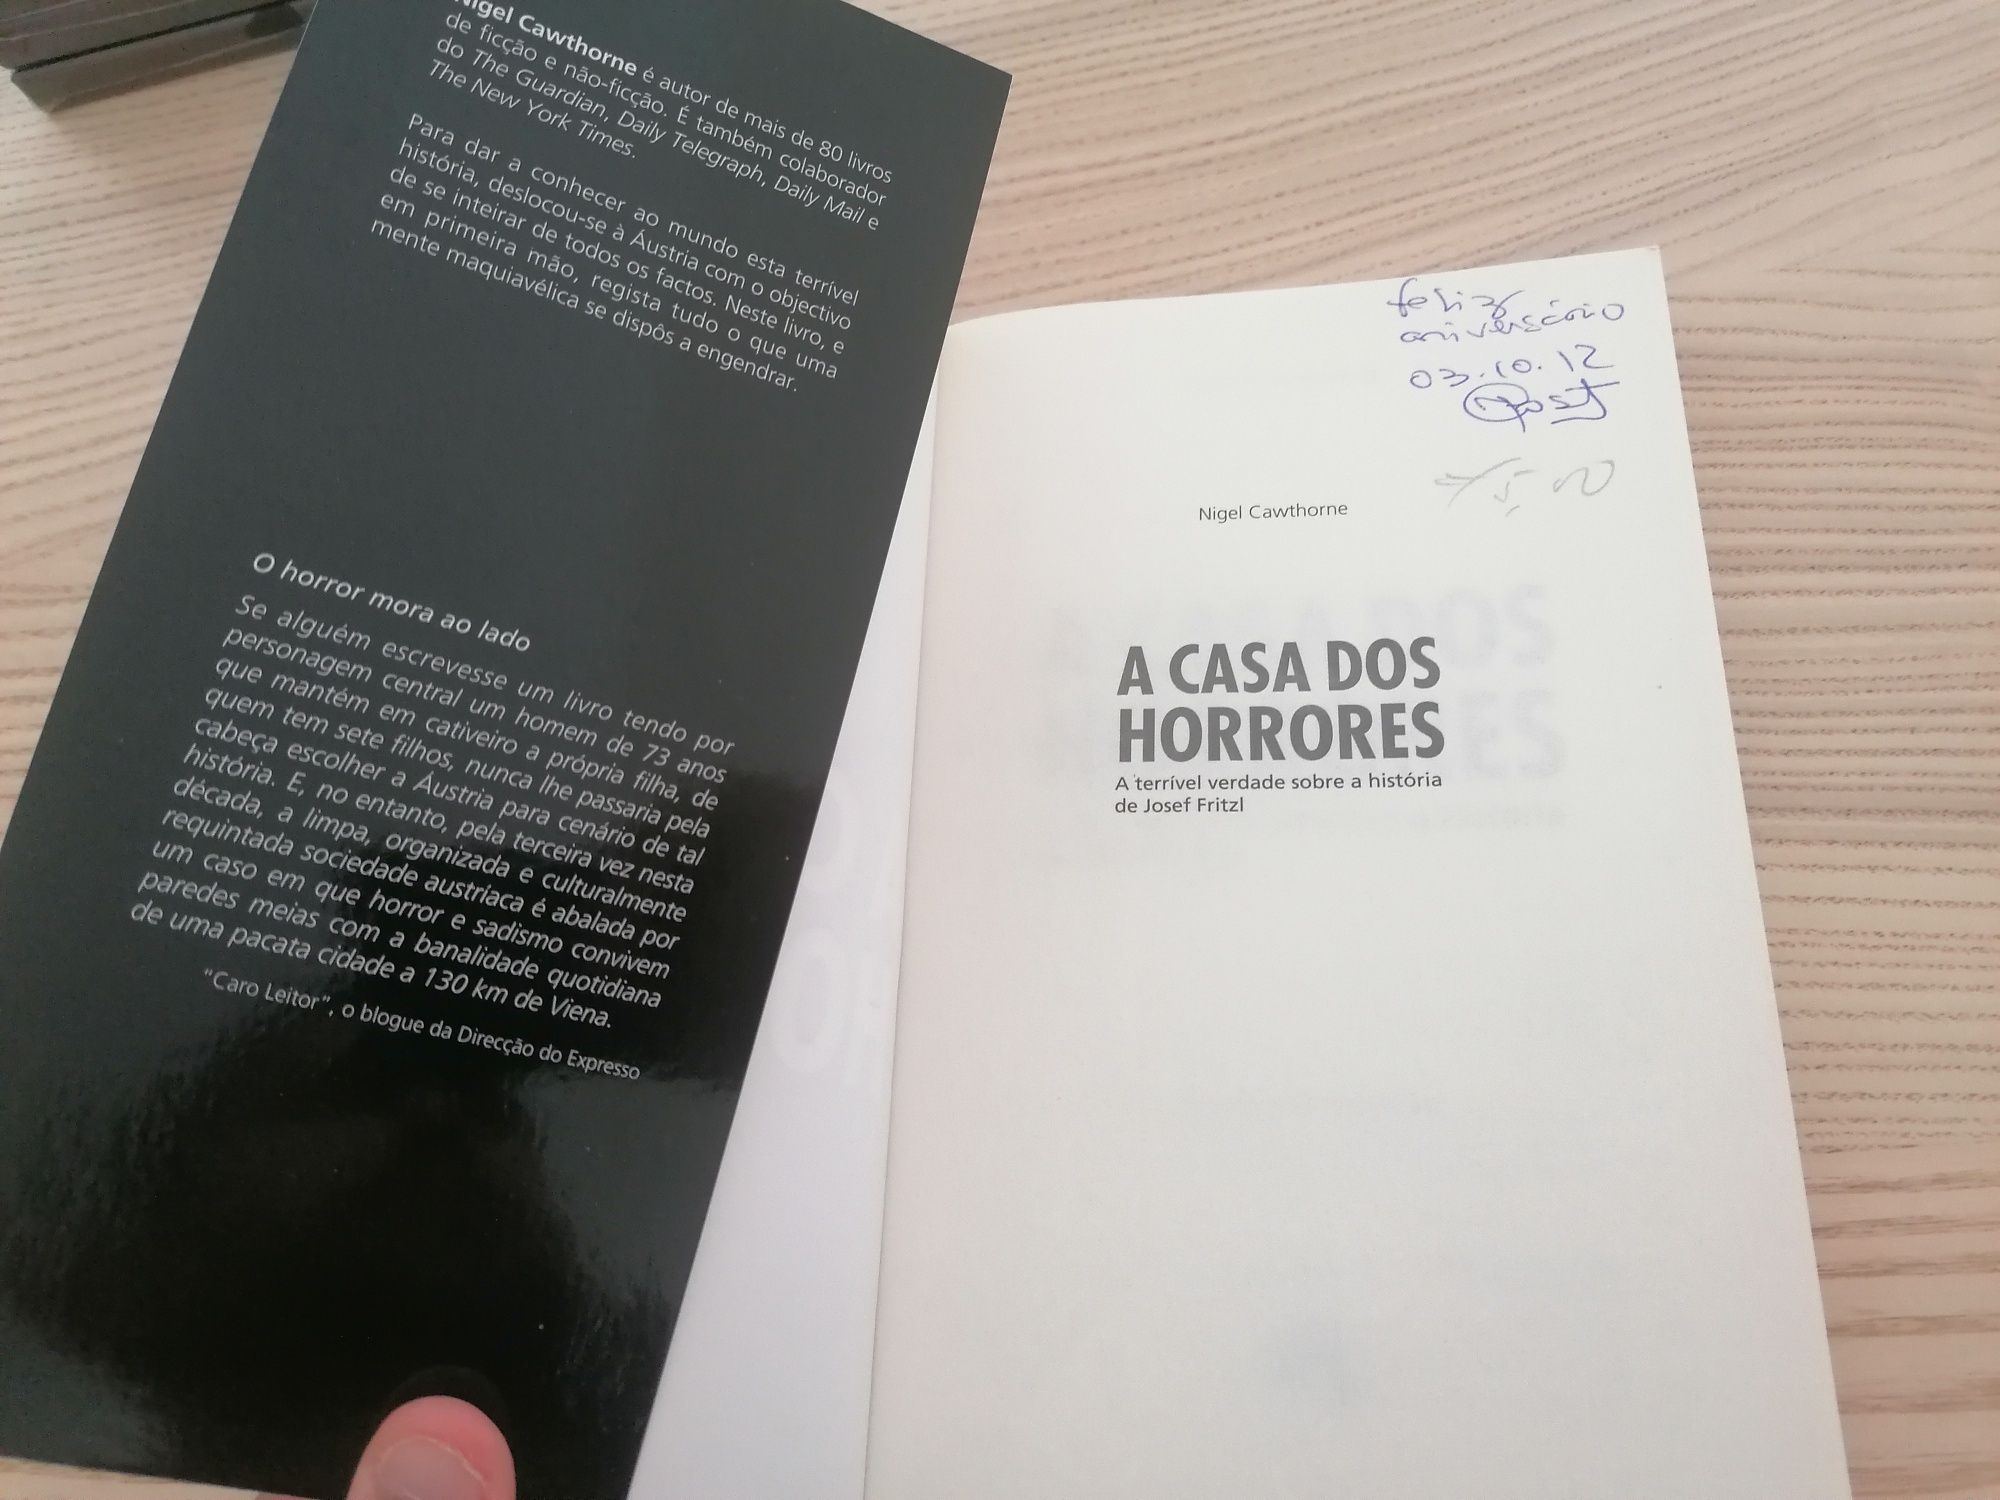 Nigel Cawthorne é autor de mais de 80 livros
de ficção e não-ficção. É também colaborador
do The Guardian, Daily Telegraph, Daily Mail e
The New York Times.
Para dar a conhecer ao mundo esta terrível
história, deslocou-se à Áustria com o objectivo
de se inteirar de todos os factos. Neste livro, e
em primeira mão, regista tudo o que uma
mente maquiavélica se dispôs a engendrar.
O horror mora ao lado
Se alguém escrevesse um livro tendo por
personagem central um homem de 73 anos
que mantém em cativeiro a própria filha, de
quem tem sete filhos, nunca lhe passaria pela
cabeça escolher a Áustria para cenário de tal
história. E, no entanto, pela terceira vez nesta
década, a limpa, organizada e culturalmente
requintada sociedade austríaca é abalada por
um caso em que horror e sadismo convivem
paredes meias com a banalidade quotidiana
de uma pacata cidade a 130 km de Viena.
"Caro Leitor", o blogue da Direcção do Expresso
feliz
aniversário
03.10.12
Nigel Cawthorne
A CASA DOS
HORRORES
A terrível verdade sobre a história
de Josef Fritzl